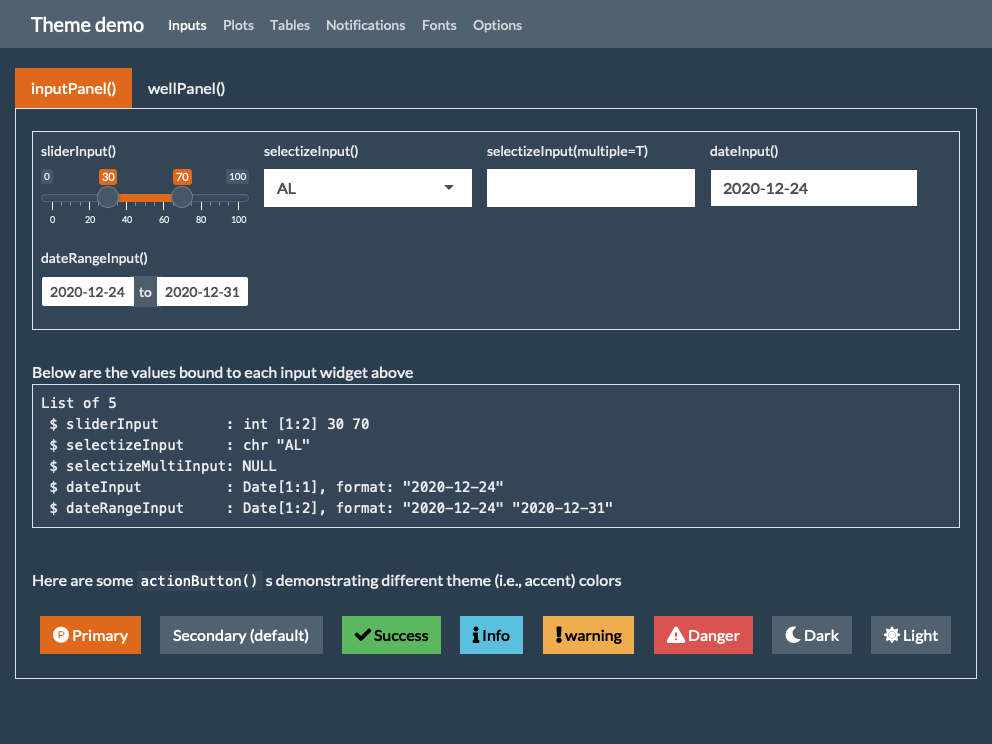 Theme demo Inputs Plots Tables Notifications Fonts Options
inputPanel() wellPanel()
sliderInput() selectizeInput() selectizeInput(multiple=T) dateInput()
0 30 70 100
AL 2020-12-24
0 20 40 60 80 100
dateRangeInput()
2020-12-24 to 2020-12-31
Below are the values bound to each input widget above
List of 5
$ sliderInput : int [1:2] 30 70
$ selectizeInput : chr "AL"
$ selectizeMultiInput: NULL
$ dateInput : Date[1:1], format: "2020-12-24"
$ dateRangeInput : Date[1:2], format: "2020-12-24" "2020-12-31"
Here are some actionButton() s demonstrating different theme (i.e., accent) colors
P Primary Secondary (default) Success Info warning Danger Dark Light